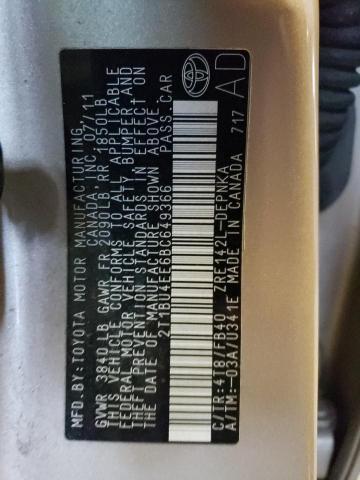 MFD.BY:TOYOTA MOTOR MANUFACTURING,
CANADA, INC. 07/11
GVWR 3840 LB GAWR FR 2090LB RR 1850LB
THIS VEHICLE CONFORMS TO ALL APPLICABLE
FEDERAL MOTOR VEHICLE SAFETY, BUMPER, AND
THEFT PREVENTION STANDARDS IN EFFECT ON
THE DATE OF MANUFACTURE SHOWN ABOVE.
2T1BU4EE6BC649366 PASS.CAR
C/TR:4T8/FB40 ZRE142L-DEPNKA
A/TM:-03A/U341E MADE IN CANADA 717
AD